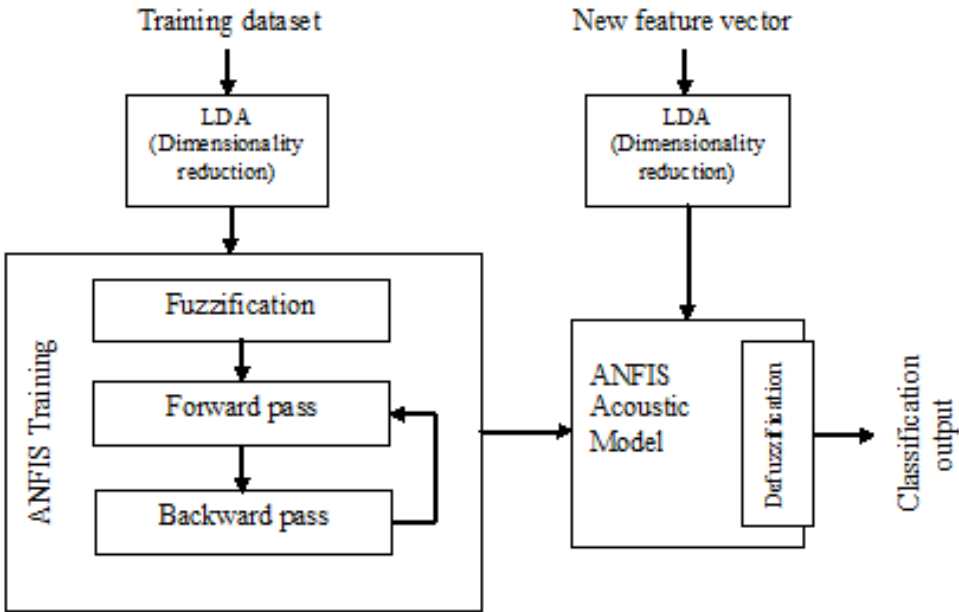 Training dataset
LDA
(Dimensionality
reduction)
ANFIS Training
Fuzzification
Forward pass
Backward pass
New feature vector
LDA
(Dimensionality
reduction)
ANFIS
Acoustic
Model
Defuzzification
Classification
output